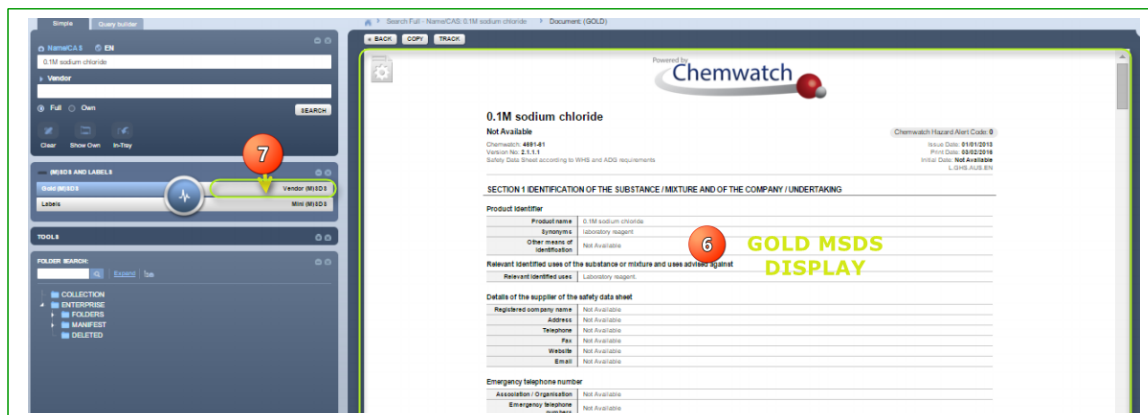 Simple
Query builder
Search Full - Name/CAS: 0.1M sodium chloride
Document (GOLD)
Name/CAS
EN
0.1M sodium chloride
Vendor
Full
Own
SEARCH
Clear
Show Own
In-Tray
7
(M)SDS AND LABELS
Gold (M)SDS
Vendor (M)SDS
Labels
Mini (M)SDS
TOOLS
FOLDER SEARCH:
Expand
COLLECTION
ENTERPRISE
FOLDERS
MANIFEST
DELETED
« BACK
COPY
TRACK
Powered by
Chemwatch
0.1M sodium chloride
Not Available
Chemwatch Hazard Alert Code: 0
Chemwatch: 4691-61
Issue Date: 01/01/2013
Version No: 2.1.1.1
Print Date: 03/02/2016
Safety Data Sheet according to WHS and ADG requirements
Initial Date: Not Available
L.GHS.AUS.EN
SECTION 1 IDENTIFICATION OF THE SUBSTANCE / MIXTURE AND OF THE COMPANY / UNDERTAKING
Product Identifier
Product name 0.1M sodium chloride
Synonyms laboratory reagent
Other means of identification Not Available
6
GOLD MSDS
DISPLAY
Relevant identified uses of the substance or mixture and uses advised against
Relevant identified uses Laboratory reagent.
Details of the supplier of the safety data sheet
Registered company name Not Available
Address Not Available
Telephone Not Available
Fax Not Available
Website Not Available
Email Not Available
Emergency telephone number
Association / Organisation Not Available
Emergency telephone numbers Not Available